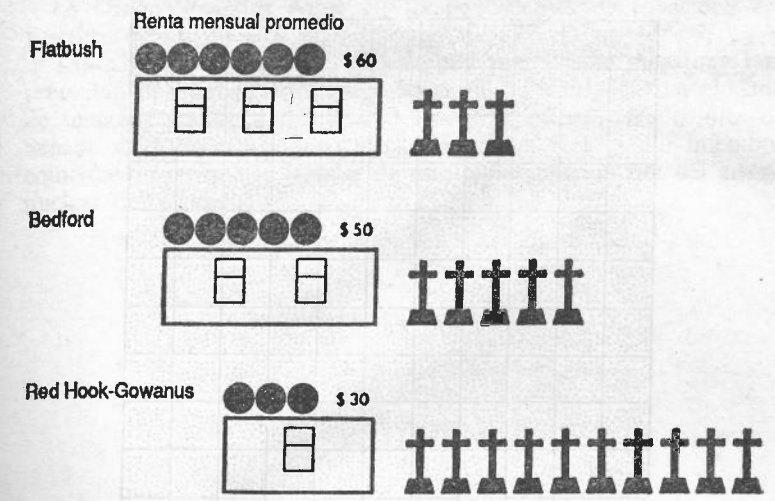 Renta mensual promedio
Flatbush
$ 60
Bedford
$ 50
Red Hook-Gowanus
$ 30